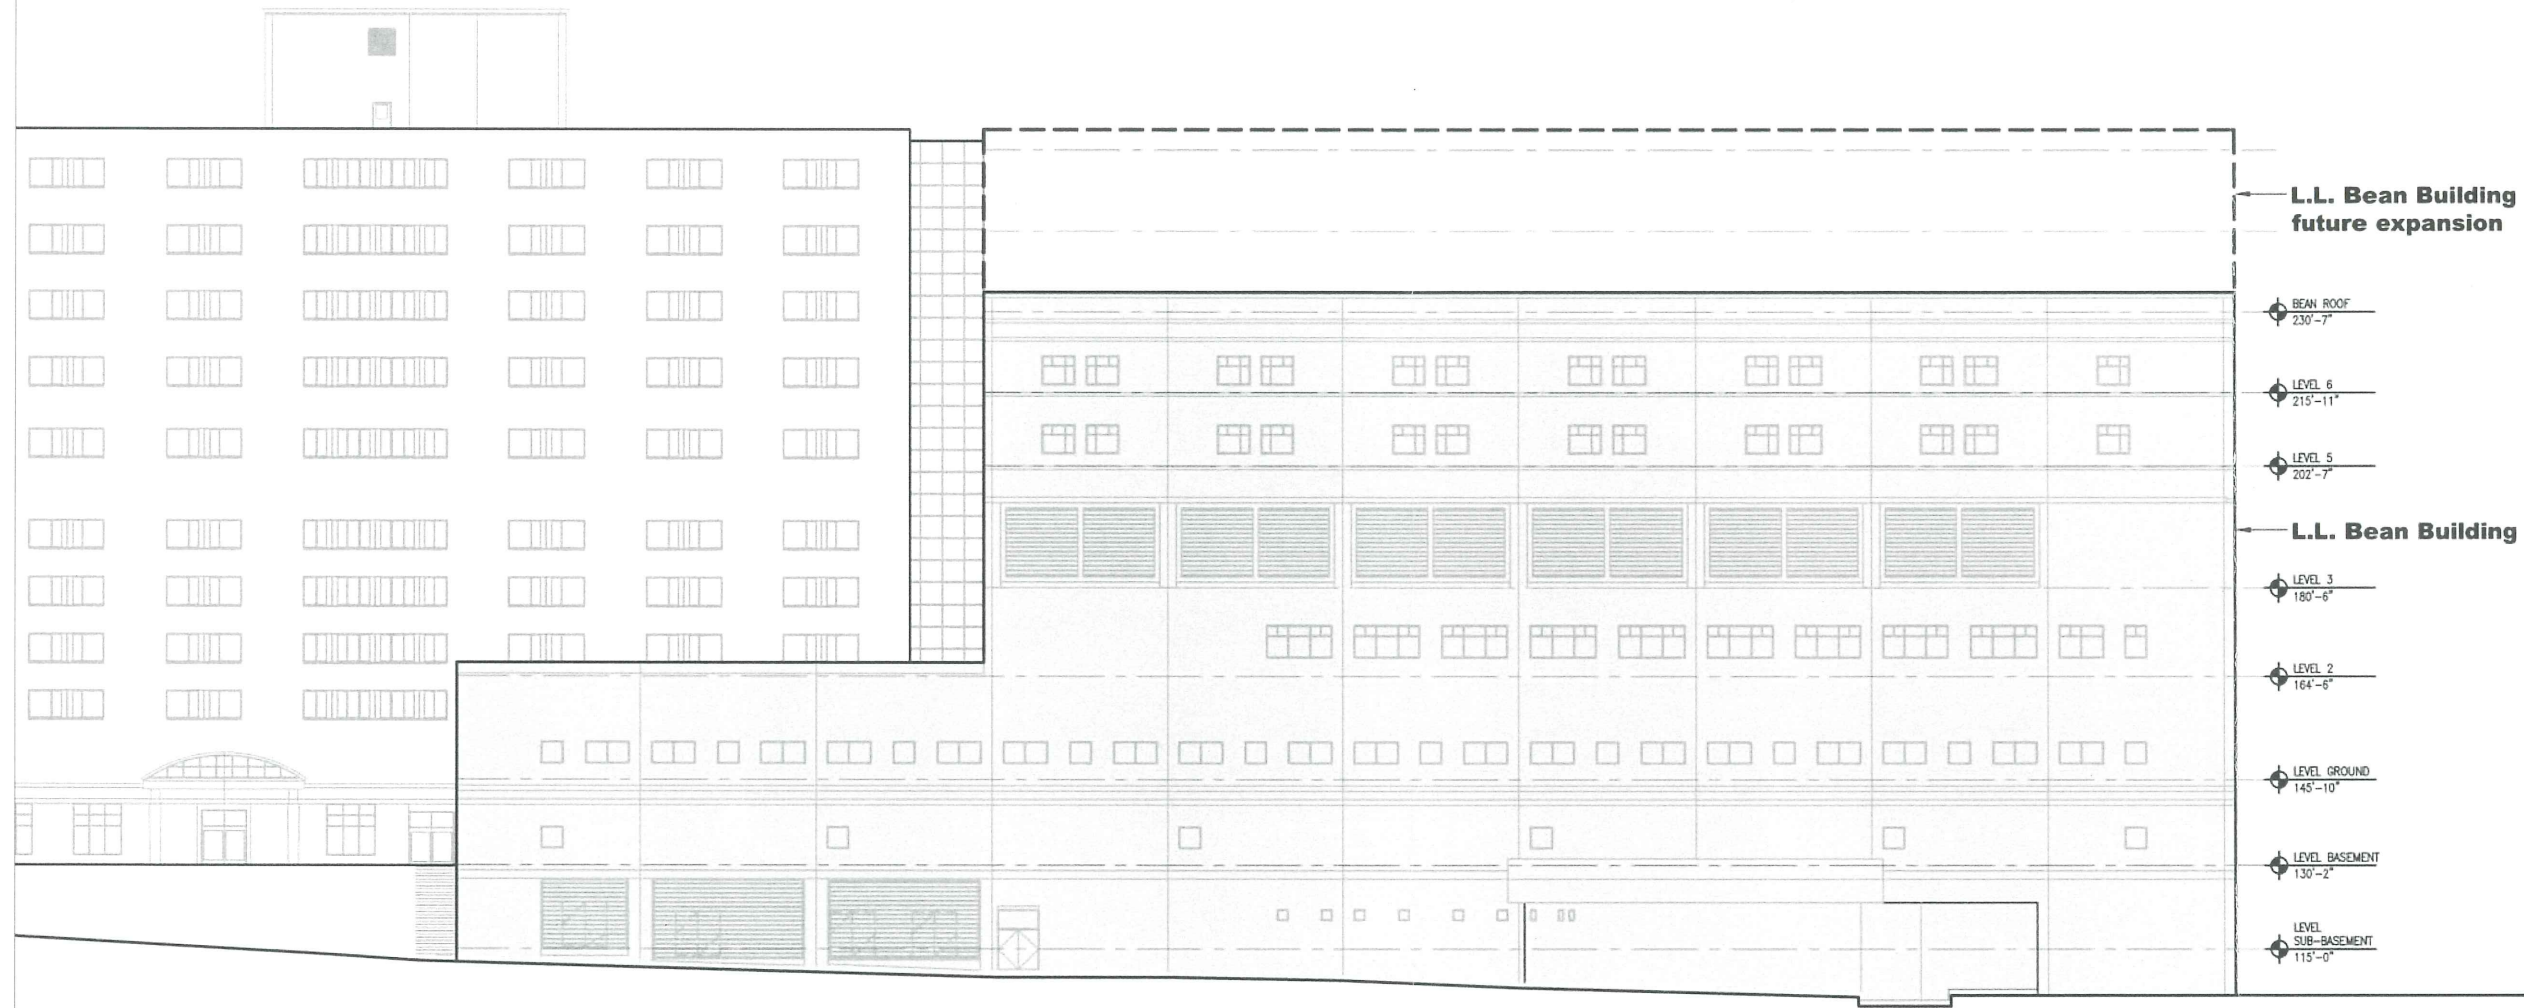 L.L. Bean Building
future expansion
BEAN ROOF
230'-7"
LEVEL 6
215'-11"
LEVEL 5
202'-7"
L.L. Bean Building
LEVEL 3
180'-6"
LEVEL 2
164'-6"
LEVEL GROUND
145'-10"
LEVEL BASEMENT
130'-2"
LEVEL
SUB-BASEMENT
115'-0"